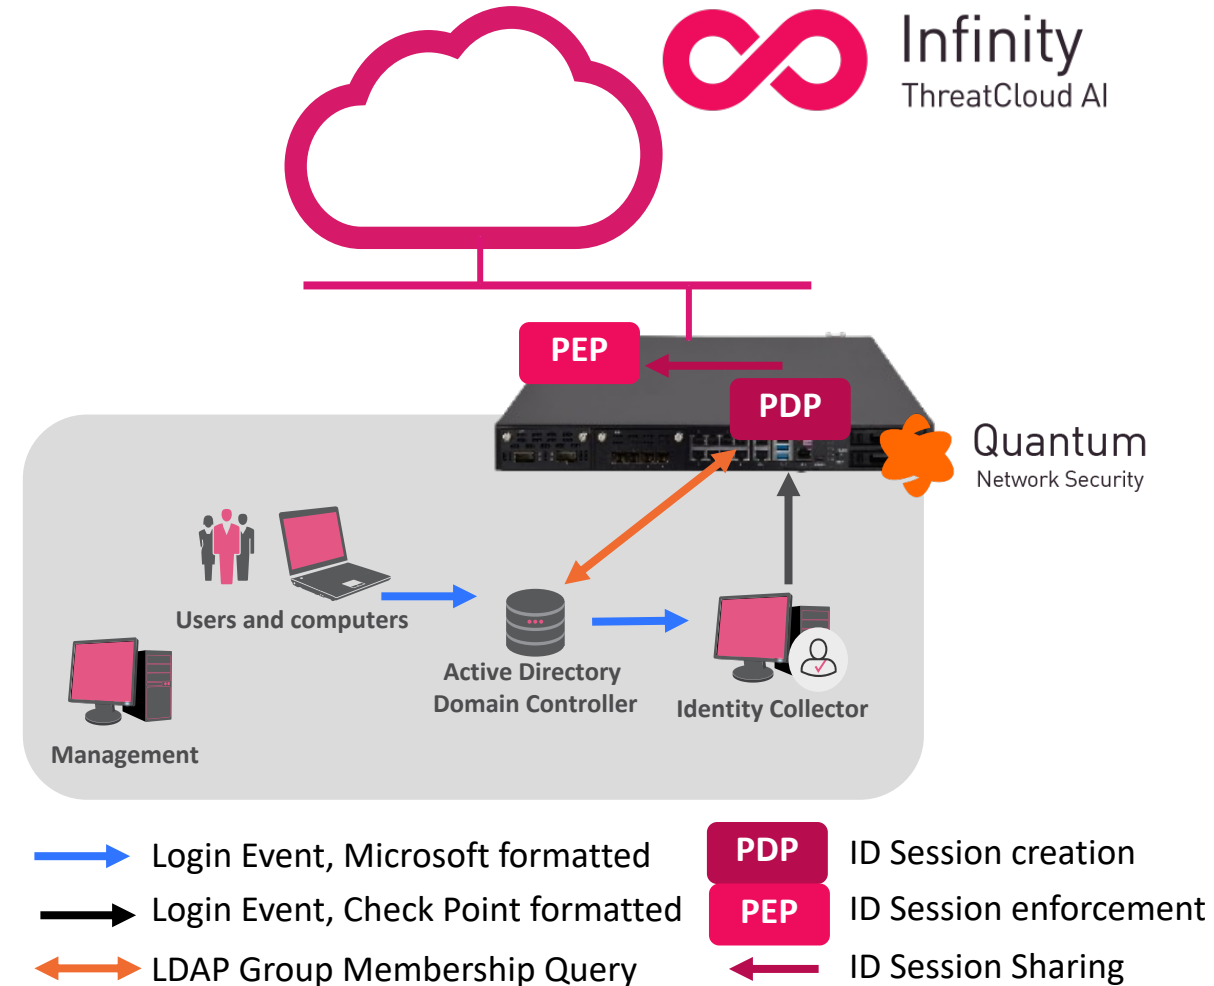 Infinity
ThreatCloud AI
PEP
PDP
Quantum
Network Security
Users and computers
Active Directory
Domain Controller
Identity Collector
Management
Login Event, Microsoft formatted
PDP
ID Session creation
Login Event, Check Point formatted
PEP
ID Session enforcement
LDAP Group Membership Query
ID Session Sharing